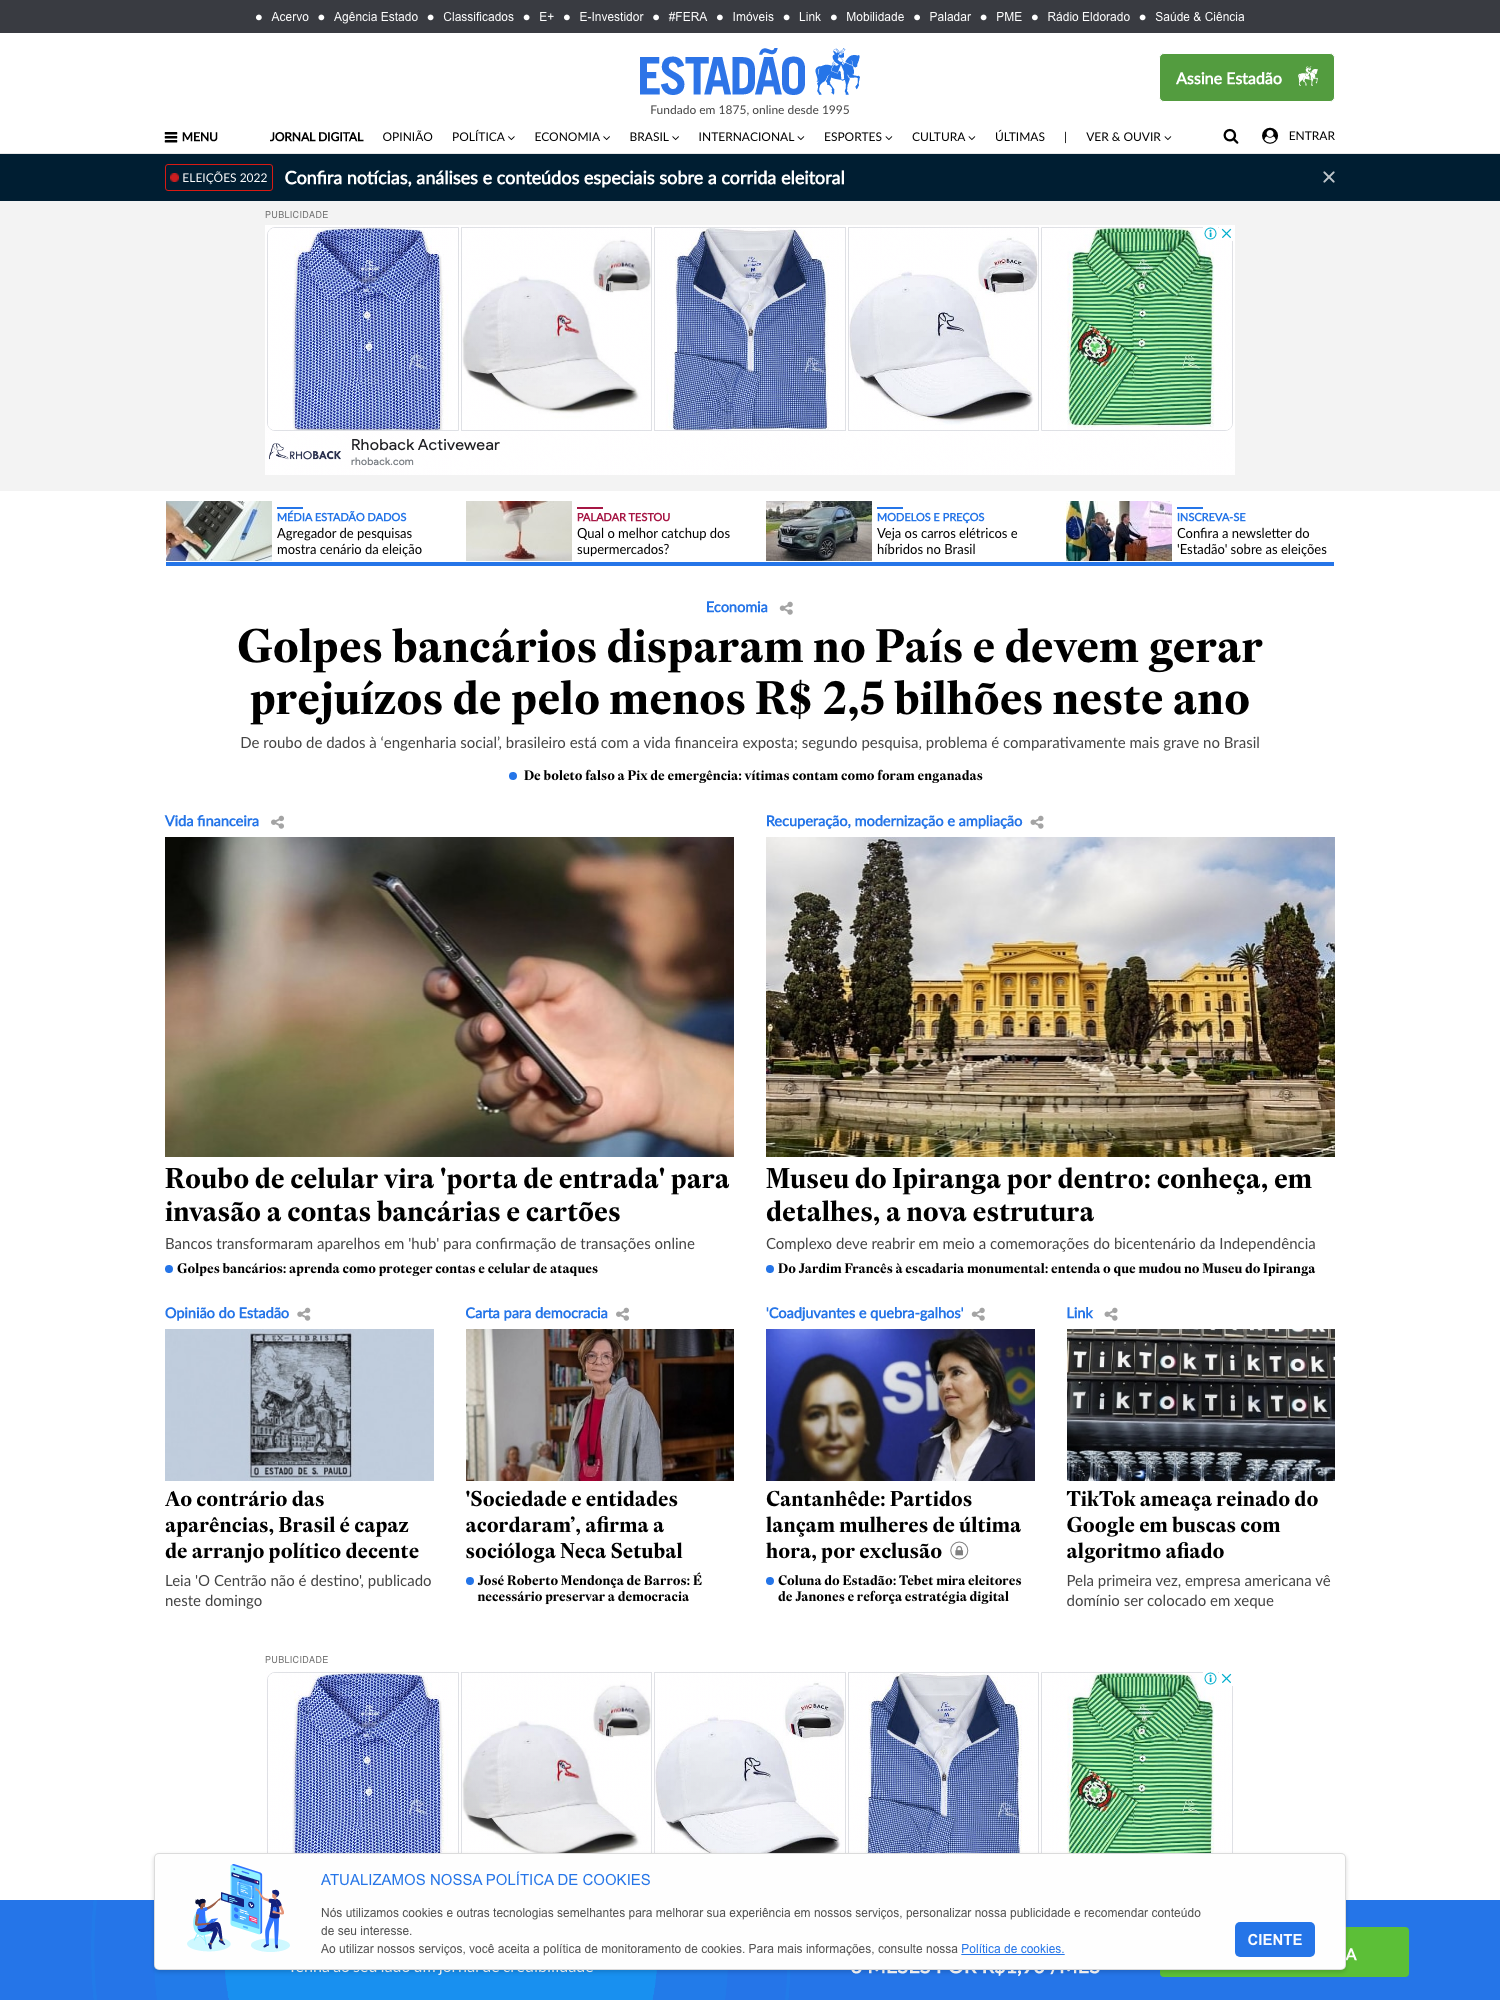 Acervo Agência Estado Classificados E+ E-Investidor #FERA Imóveis Link Mobilidade Paladar PME Rádio Eldorado Saúde & Ciência
ESTADÃO
Fundado em 1875, online desde 1995
Assine Estadão
MENU JORNAL DIGITAL OPINIÃO POLÍTICA ECONOMIA BRASIL INTERNACIONAL ESPORTES CULTURA ÚLTIMAS | VER & OUVIR ENTRAR
ELEIÇÕES 2022 Confira notícias, análises e conteúdos especiais sobre a corrida eleitoral
PUBLICIDADE
RHOBACK
RHOBACK
RHOBACK
Rhoback Activewear
rhoback.com
MÉDIA ESTADÃO DADOS
Agregador de pesquisas
mostra cenário da eleição
PALADAR TESTOU
Qual o melhor catchup dos
supermercados?
MODELOS E PREÇOS
Veja os carros elétricos e
híbridos no Brasil
INSCREVA-SE
Confira a newsletter do
'Estadão' sobre as eleições
Economia
Golpes bancários disparam no País e devem gerar
prejuízos de pelo menos R$ 2,5 bilhões neste ano
De roubo de dados à ‘engenharia social’, brasileiro está com a vida financeira exposta; segundo pesquisa, problema é comparativamente mais grave no Brasil
De boleto falso a Pix de emergência: vítimas contam como foram enganadas
Vida financeira
Roubo de celular vira 'porta de entrada' para
invasão a contas bancárias e cartões
Bancos transformaram aparelhos em 'hub' para confirmação de transações online
Golpes bancários: aprenda como proteger contas e celular de ataques
Recuperação, modernização e ampliação
Museu do Ipiranga por dentro: conheça, em
detalhes, a nova estrutura
Complexo deve reabrir em meio a comemorações do bicentenário da Independência
Do Jardim Francês à escadaria monumental: entenda o que mudou no Museu do Ipiranga
Opinião do Estadão
EX-LIBRIS
O ESTADO DE S. PAULO
Ao contrário das
aparências, Brasil é capaz
de arranjo político decente
Leia 'O Centrão não é destino', publicado
neste domingo
Carta para democracia
'Sociedade e entidades
acordaram’, afirma a
socióloga Neca Setubal
José Roberto Mendonça de Barros: É
necessário preservar a democracia
'Coadjuvantes e quebra-galhos'
Si
Cantanhêde: Partidos
lançam mulheres de última
hora, por exclusão
Coluna do Estadão: Tebet mira eleitores
de Janones e reforça estratégia digital
Link
TikTok TikTok
TikTok TikTok
TikTok ameaça reinado do
Google em buscas com
algoritmo afiado
Pela primeira vez, empresa americana vê
domínio ser colocado em xeque
PUBLICIDADE
RHOBACK
RHOBACK
ATUALIZAMOS NOSSA POLÍTICA DE COOKIES
Nós utilizamos cookies e outras tecnologias semelhantes para melhorar sua experiência em nossos serviços, personalizar nossa publicidade e recomendar conteúdo
de seu interesse.
Ao utilizar nossos serviços, você aceita a política de monitoramento de cookies. Para mais informações, consulte nossa Política de cookies.
CIENTE
A